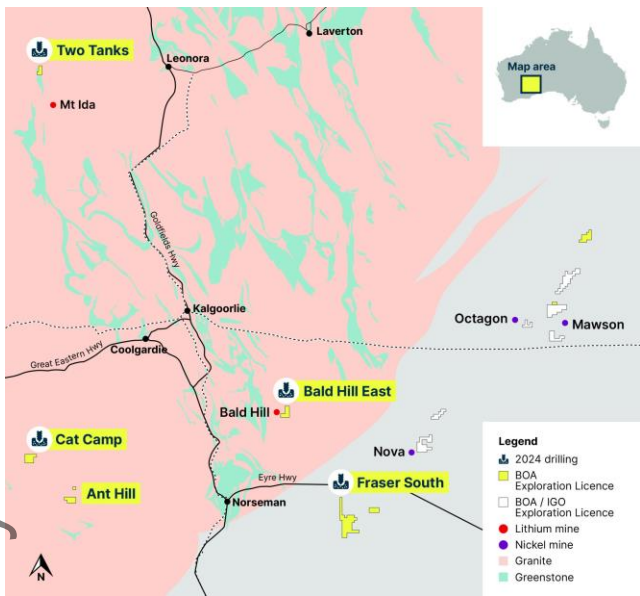 Two Tanks
Laverton
Leonora
Map area
Mt Ida
Goldfields Hwy
Kalgoorlie
Octagon
Mawson
Great Eastern Hwy
Coolgardie
Bald Hill East
Bald Hill
Cat Camp
Nova
Legend
2024 drilling
BOA
Exploration Licence
BOA / IGO
Exploration Licence
Lithium mine
Nickel mine
Granite
Greenstone
Ant Hill
Eyre Hwy
Fraser South
Norseman
N